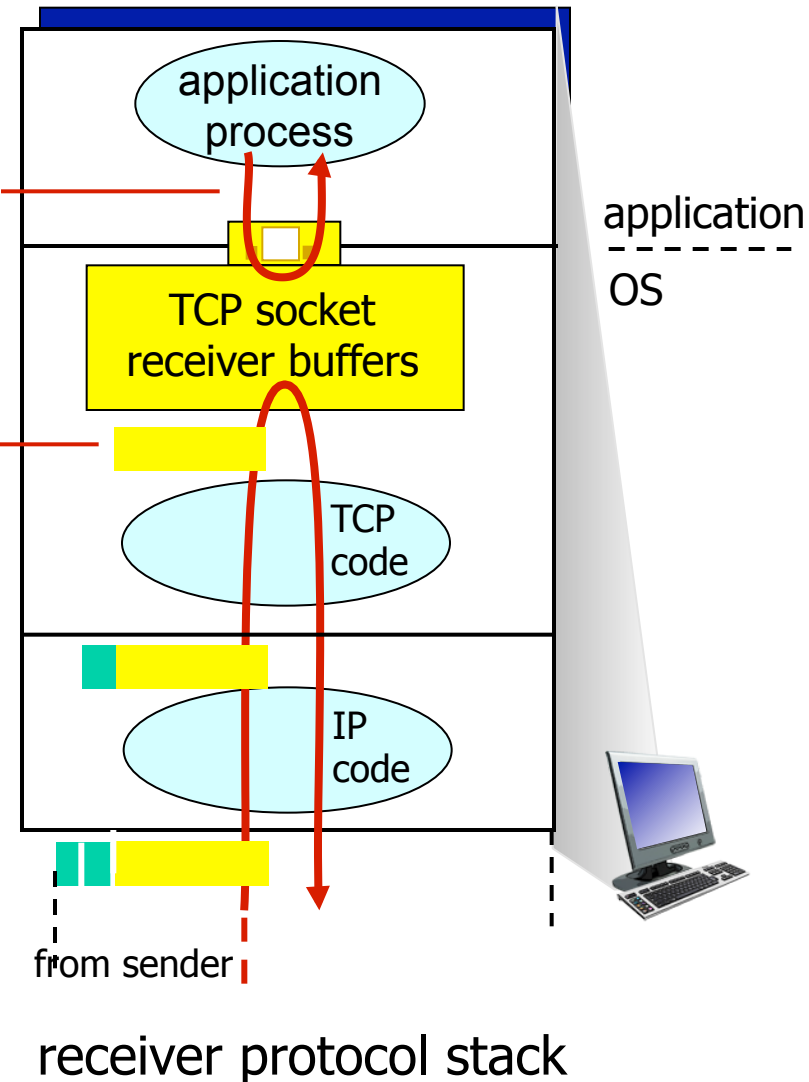 application
process
application
OS
TCP socket
receiver buffers
TCP
code
IP
code
from sender
receiver protocol stack